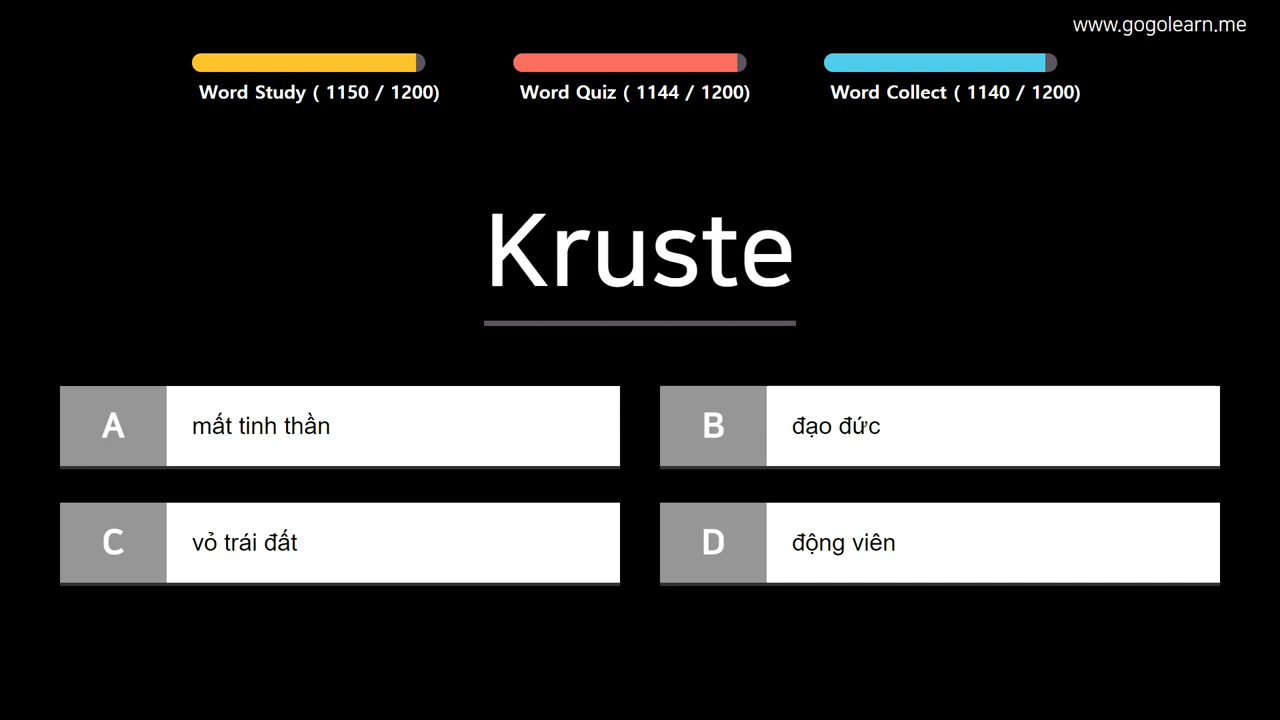 www.gogolearn.me
Word Study ( 1150 / 1200)
Word Quiz ( 1144 / 1200)
Word Collect ( 1140 / 1200)
Kruste
A mất tinh thần
B đạo đức
C vỏ trái đất
D động viên